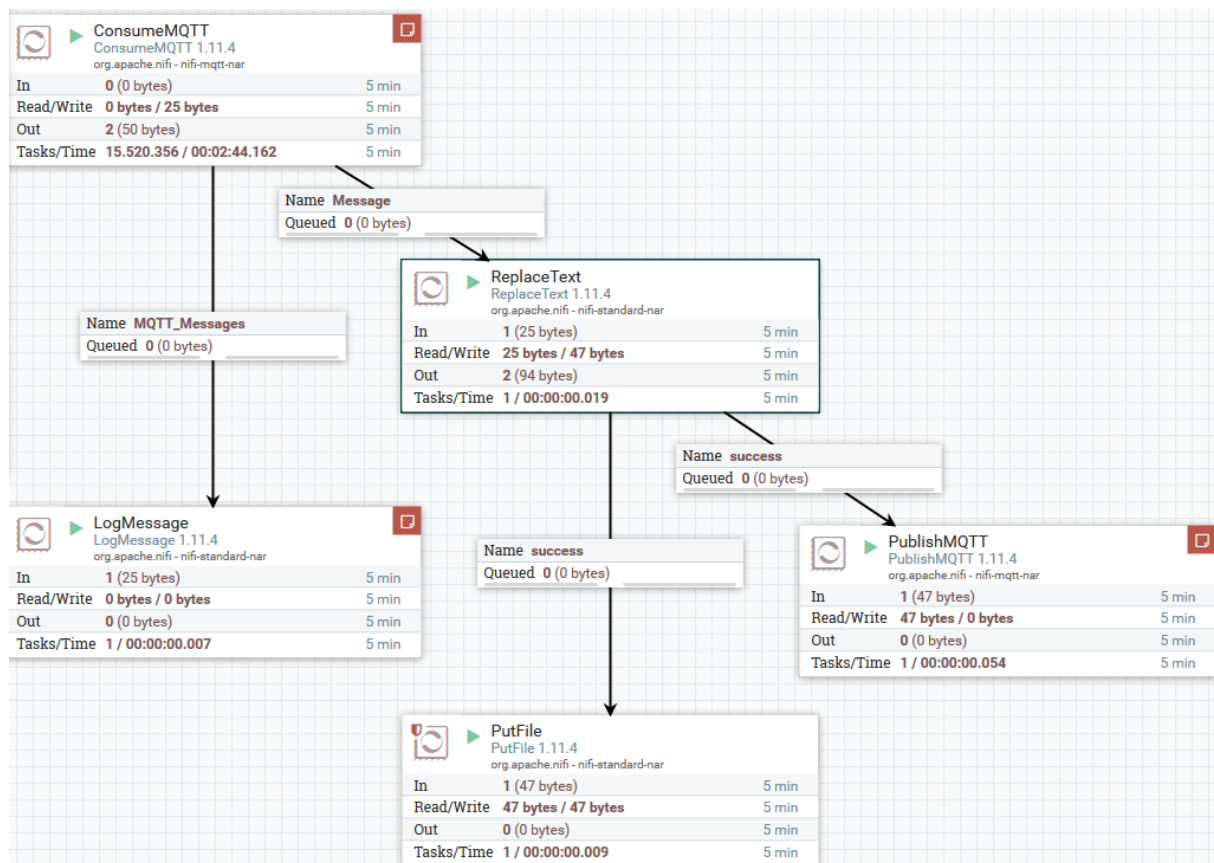 ConsumeMQTT
ConsumeMQTT 1.11.4
org.apache.nifi - nifi-mqtt-nar
In 0 (0 bytes) 5 min
Read/Write 0 bytes / 25 bytes 5 min
Out 2 (50 bytes) 5 min
Tasks/Time 15.520.356 / 00:02:44.162 5 min
Name Message
Queued 0 (0 bytes)
ReplaceText
ReplaceText 1.11.4
org.apache.nifi - nifi-standard-nar
In 1 (25 bytes) 5 min
Read/Write 25 bytes / 47 bytes 5 min
Out 2 (94 bytes) 5 min
Tasks/Time 1 / 00:00:00.019 5 min
Name MQTT_Messages
Queued 0 (0 bytes)
Name success
Queued 0 (0 bytes)
LogMessage
LogMessage 1.11.4
org.apache.nifi - nifi-standard-nar
In 1 (25 bytes) 5 min
Read/Write 0 bytes / 0 bytes 5 min
Out 0 (0 bytes) 5 min
Tasks/Time 1 / 00:00:00.007 5 min
Name success
Queued 0 (0 bytes)
PublishMQTT
PublishMQTT 1.11.4
org.apache.nifi - nifi-mqtt-nar
In 1 (47 bytes) 5 min
Read/Write 47 bytes / 0 bytes 5 min
Out 0 (0 bytes) 5 min
Tasks/Time 1 / 00:00:00.054 5 min
PutFile
PutFile 1.11.4
org.apache.nifi - nifi-standard-nar
In 1 (47 bytes) 5 min
Read/Write 47 bytes / 47 bytes 5 min
Out 0 (0 bytes) 5 min
Tasks/Time 1 / 00:00:00.009 5 min